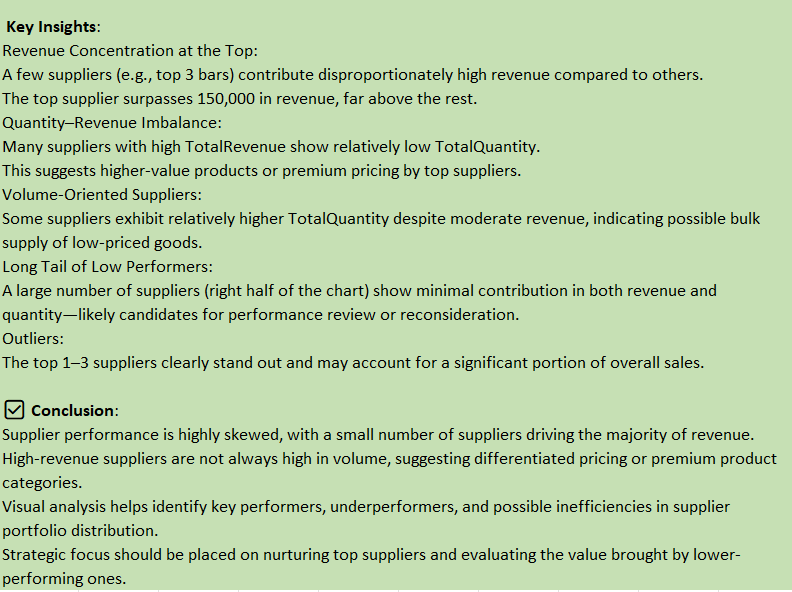 Key Insights:
Revenue Concentration at the Top:
A few suppliers (e.g., top 3 bars) contribute disproportionately high revenue compared to others.
The top supplier surpasses 150,000 in revenue, far above the rest.
Quantity–Revenue Imbalance:
Many suppliers with high TotalRevenue show relatively low TotalQuantity.
This suggests higher-value products or premium pricing by top suppliers.
Volume-Oriented Suppliers:
Some suppliers exhibit relatively higher TotalQuantity despite moderate revenue, indicating possible bulk
supply of low-priced goods.
Long Tail of Low Performers:
A large number of suppliers (right half of the chart) show minimal contribution in both revenue and
quantity—likely candidates for performance review or reconsideration.
Outliers:
The top 1–3 suppliers clearly stand out and may account for a significant portion of overall sales.
☑ Conclusion:
Supplier performance is highly skewed, with a small number of suppliers driving the majority of revenue.
High-revenue suppliers are not always high in volume, suggesting differentiated pricing or premium product
categories.
Visual analysis helps identify key performers, underperformers, and possible inefficiencies in supplier
portfolio distribution.
Strategic focus should be placed on nurturing top suppliers and evaluating the value brought by lower-
performing ones.